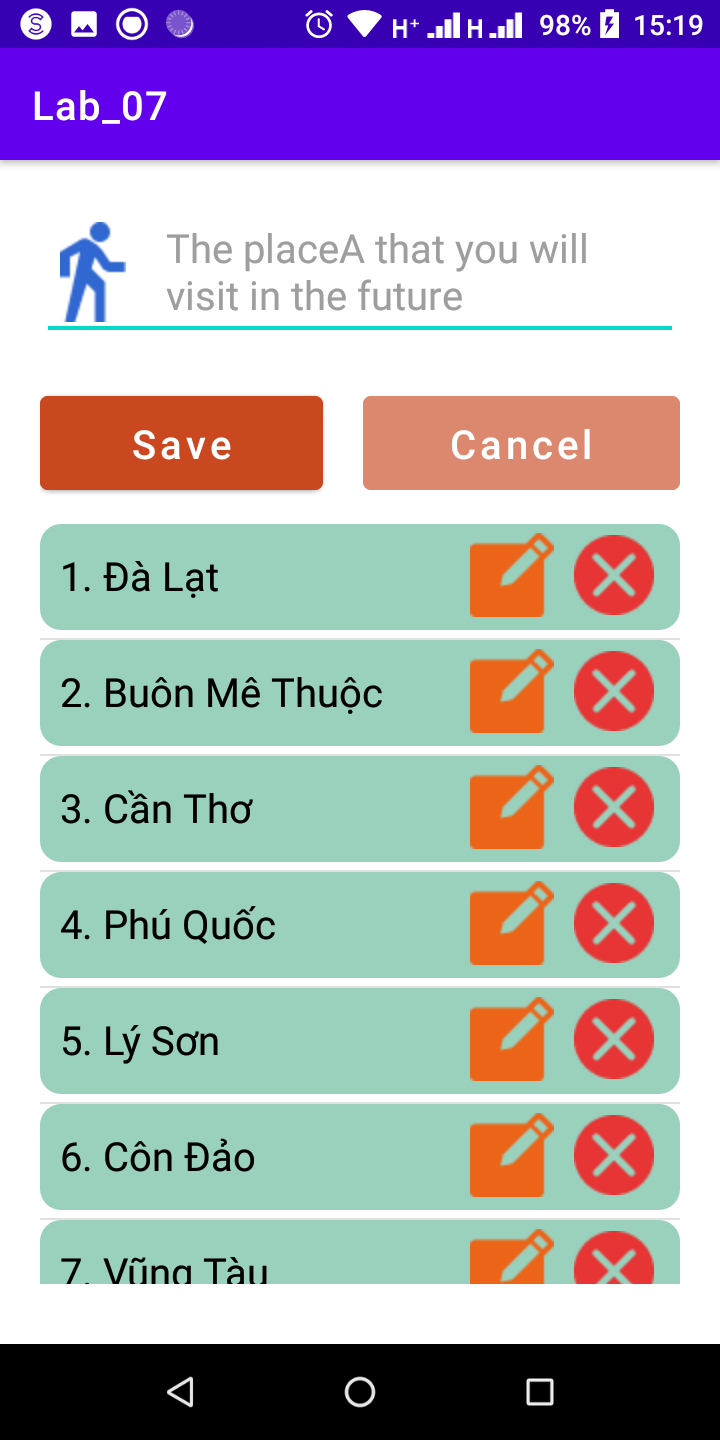 H+ H 98% 15:19
Lab_07
The placeA that you will
visit in the future
Save Cancel
1. Đà Lạt
2. Buôn Mê Thuộc
3. Cần Thơ
4. Phú Quốc
5. Lý Sơn
6. Côn Đảo
7. Vũng Tàu